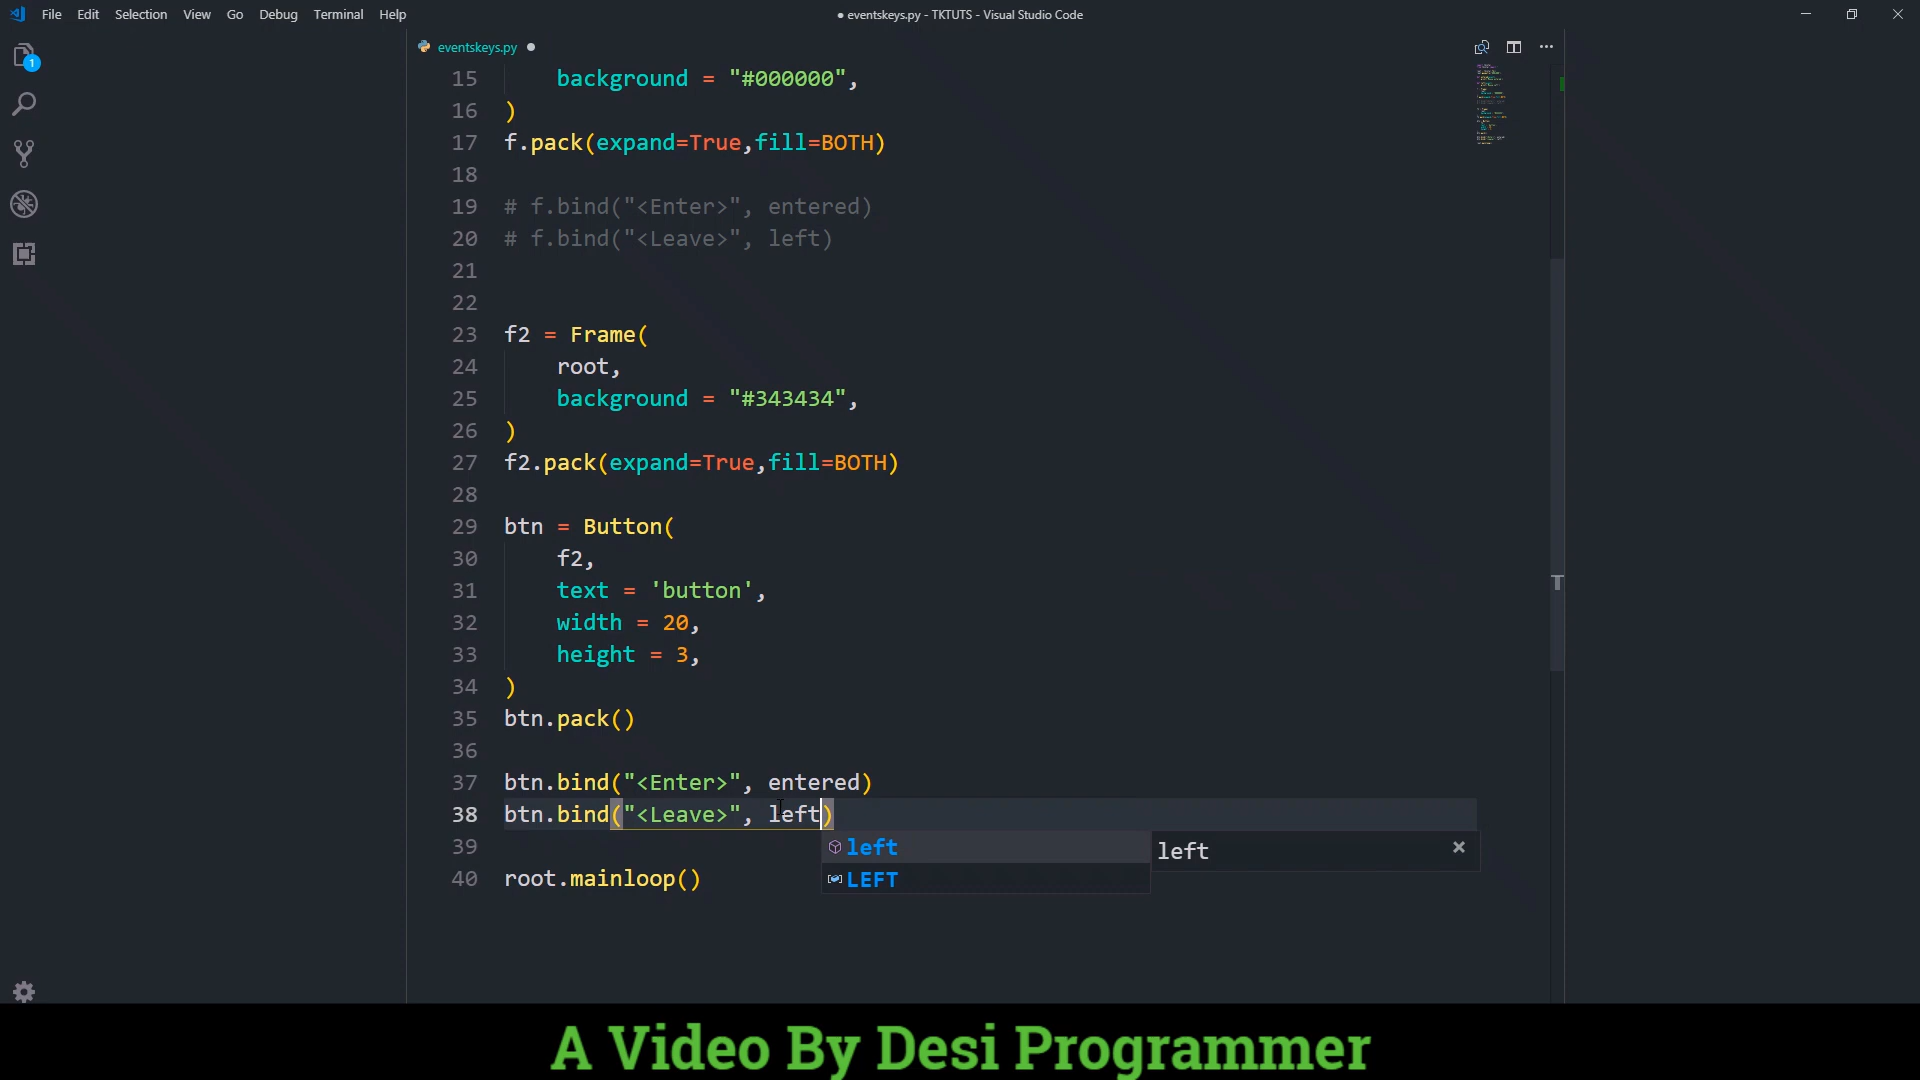 File Edit Selection View Go Debug Terminal Help
● eventskeys.py - TKTUTS - Visual Studio Code
1
eventskeys.py ●
15     background = "#000000",
16 )
17 f.pack(expand=True,fill=BOTH)
18
19 # f.bind("<Enter>", entered)
20 # f.bind("<Leave>", left)
21
22
23 f2 = Frame(
24     root,
25     background = "#343434",
26 )
27 f2.pack(expand=True,fill=BOTH)
28
29 btn = Button(
30     f2,
31     text = 'button',
32     width = 20,
33     height = 3,
34 )
35 btn.pack()
36
37 btn.bind("<Enter>", entered)
38 btn.bind("<Leave>", left)
39
left left
LEFT
40 root.mainloop()
A Video By Desi Programmer